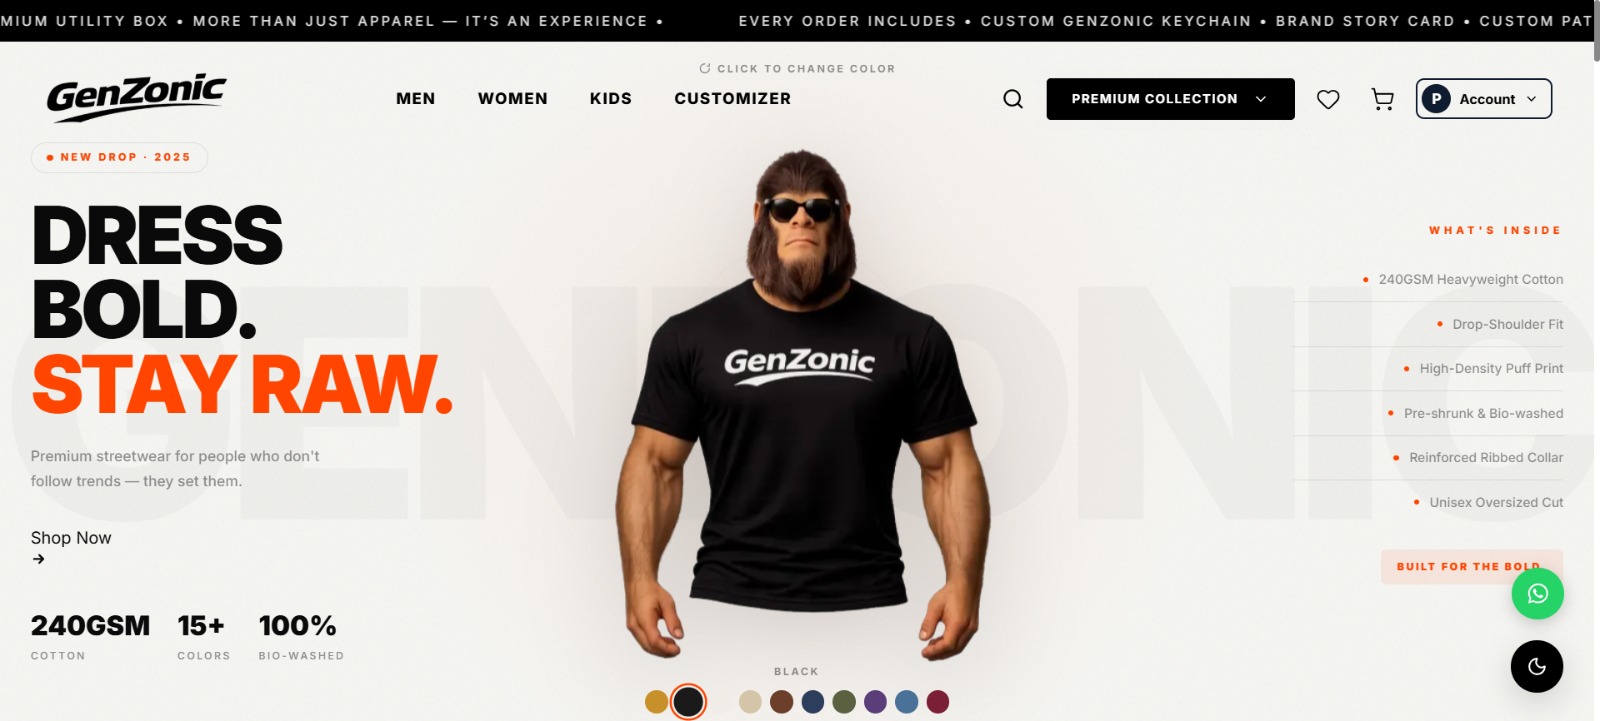 MIUM UTILITY BOX • MORE THAN JUST APPAREL — IT'S AN EXPERIENCE •
EVERY ORDER INCLUDES • CUSTOM GENZONIC KEYCHAIN • BRAND STORY CARD • CUSTOM PAT
CLICK TO CHANGE COLOR
GenZonic
MEN
WOMEN
KIDS
CUSTOMIZER
PREMIUM COLLECTION
P
Account
NEW DROP · 2025
DRESS
BOLD.
STAY RAW.
Premium streetwear for people who don't
follow trends — they set them.
Shop Now
→
240GSM
COTTON
15+
COLORS
100%
BIO-WASHED
GENZONIC
GenZonic
BLACK
WHAT'S INSIDE
• 240GSM Heavyweight Cotton
• Drop-Shoulder Fit
• High-Density Puff Print
• Pre-shrunk & Bio-washed
• Reinforced Ribbed Collar
• Unisex Oversized Cut
BUILT FOR THE BOLD